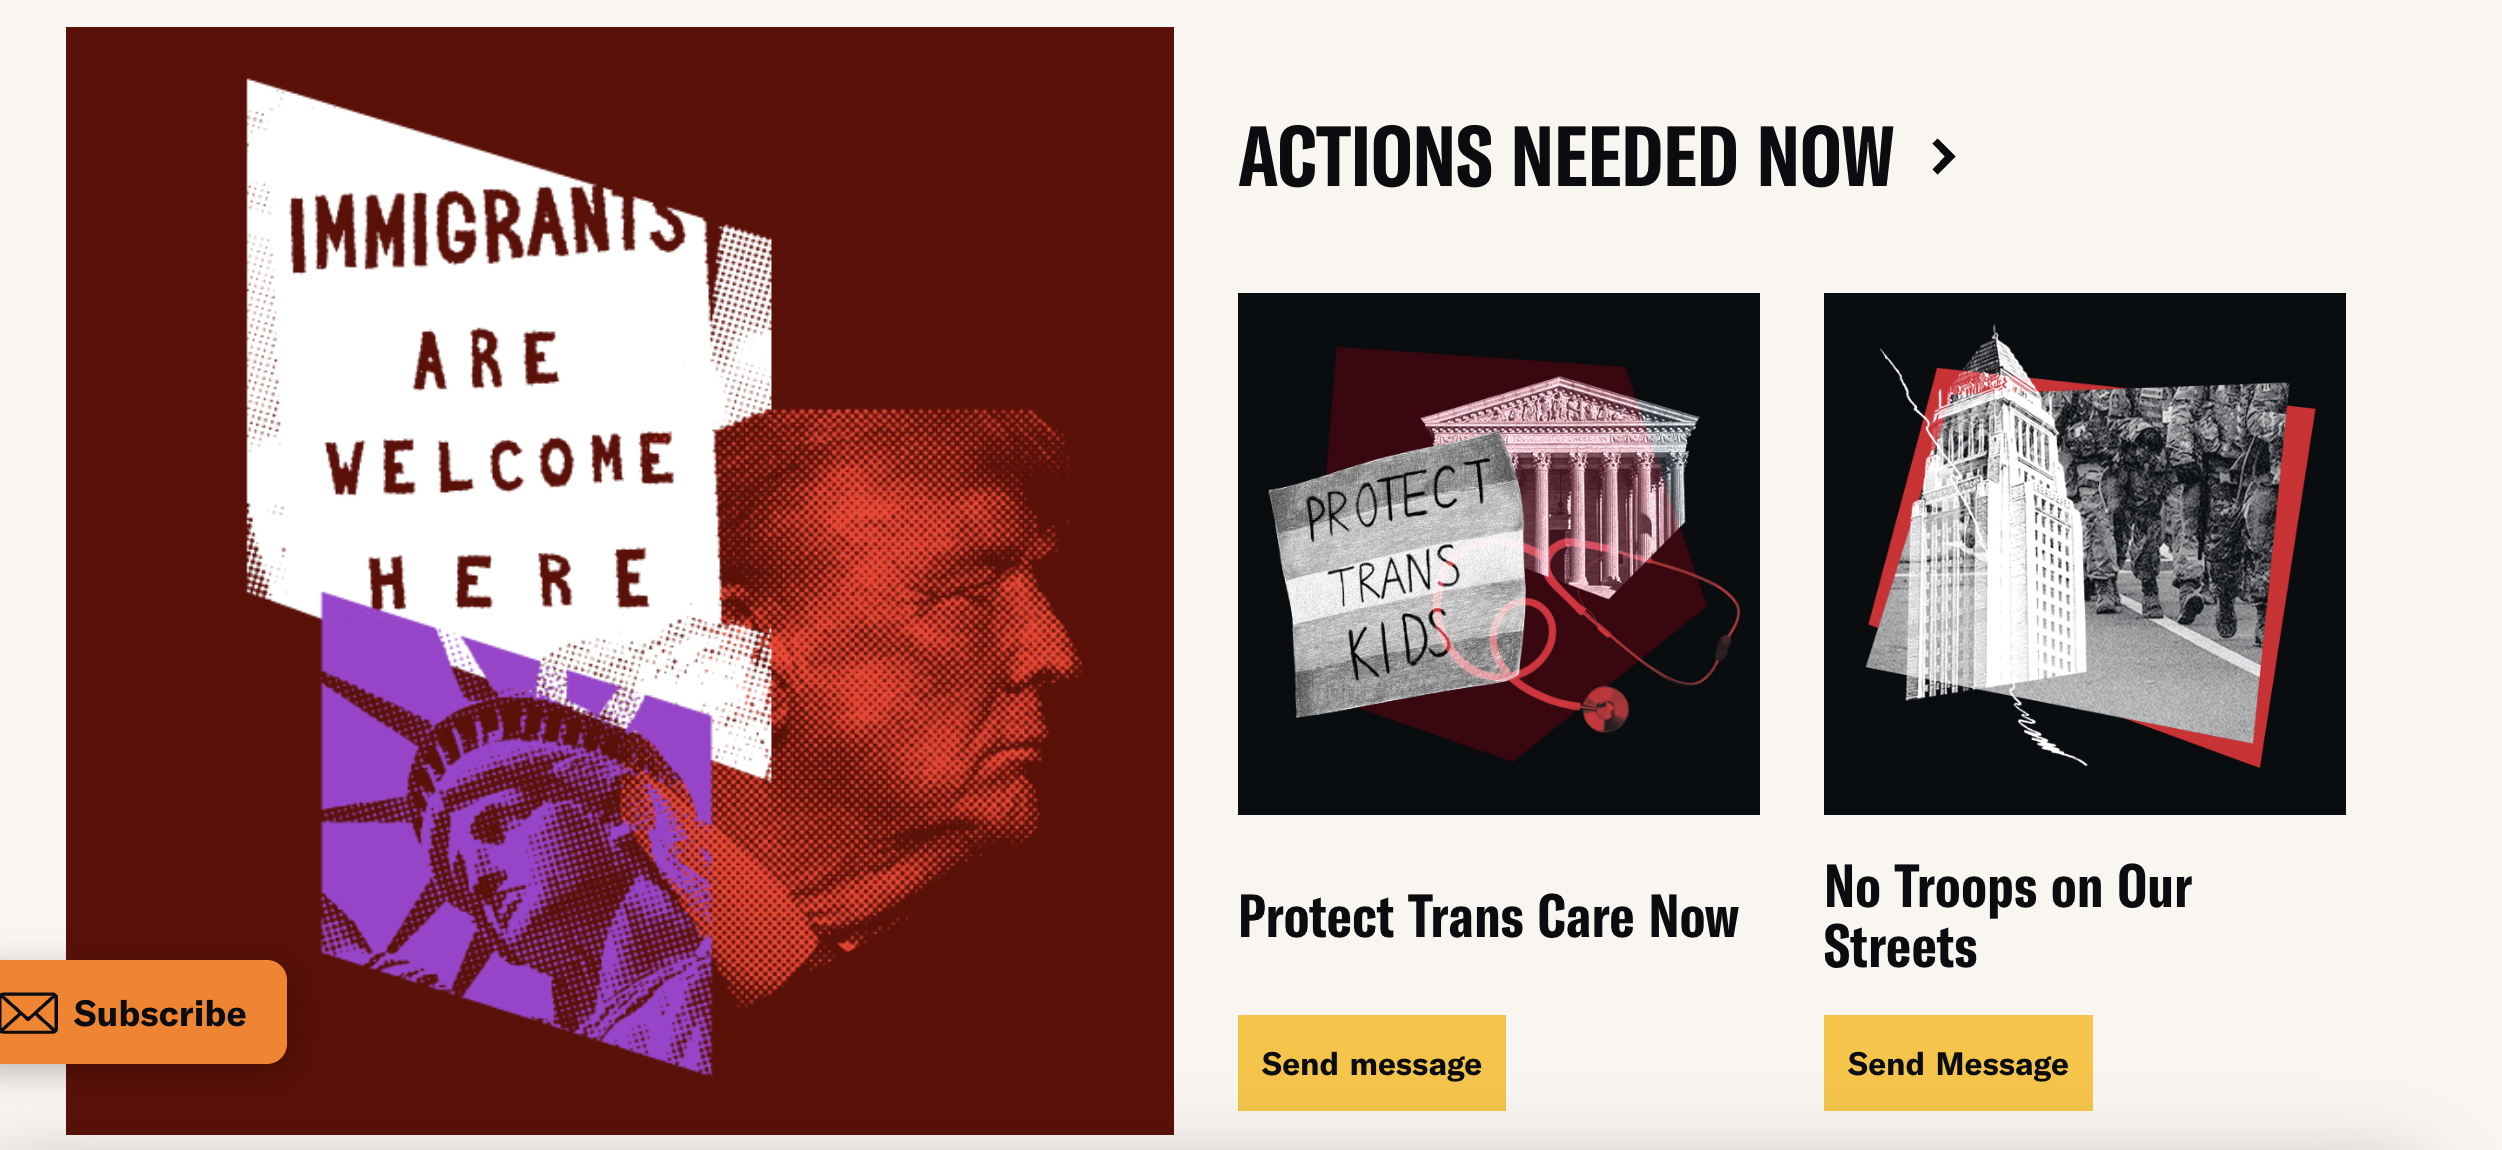 IMMIGRANTS
ARE
WELCOME
HERE
Subscribe
ACTIONS NEEDED NOW
PROTECT
TRANS
KIDS
Protect Trans Care Now
Send message
No Troops on Our
Streets
Send Message